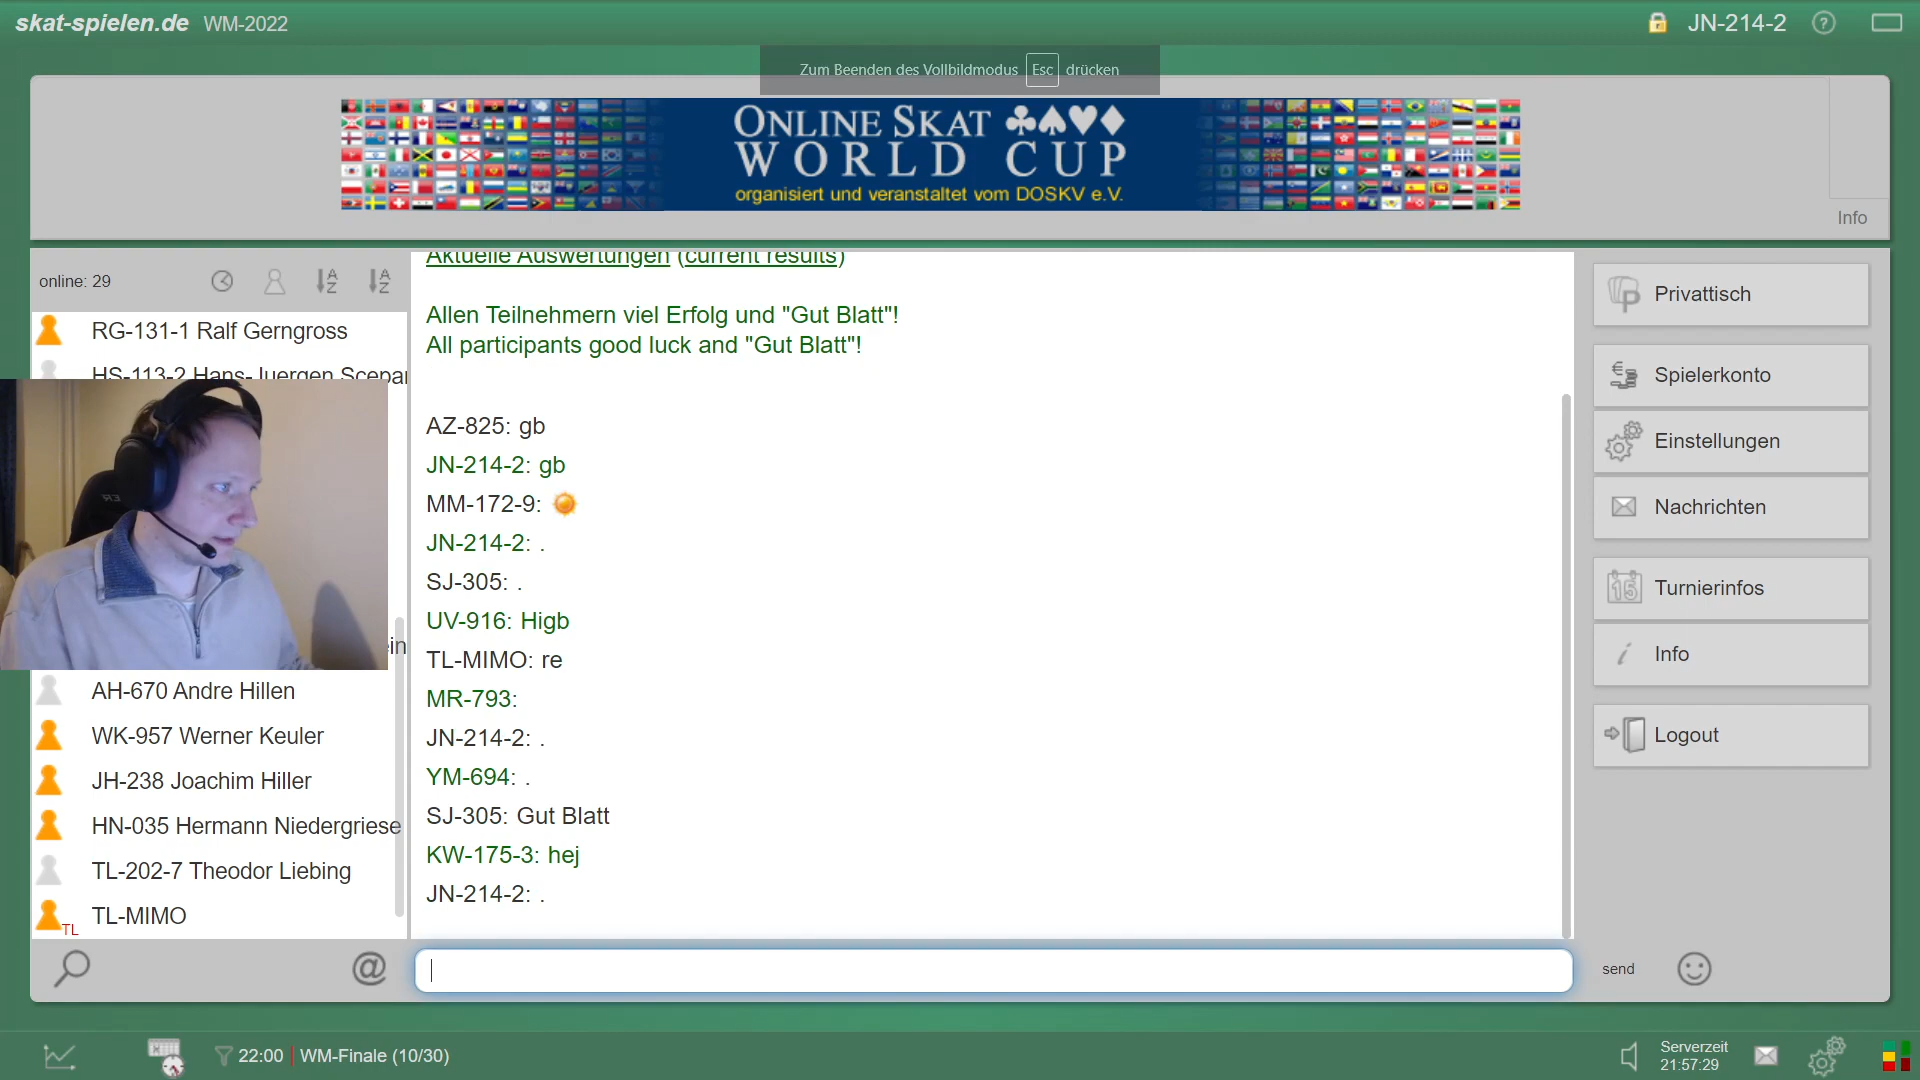 skat-spielen.de WM-2022
JN-214-2 ?
Zum Beenden des Vollbildmodus Esc drücken
ONLINE SKAT
WORLD CUP
organisiert und veranstaltet vom DOSKV e.V.
Info
online: 29
RG-131-1 Ralf Gerngross
HS-113-2 Hans-Juergen
AH-670 Andre Hillen
WK-957 Werner Keuler
JH-238 Joachim Hiller
HN-035 Hermann Niedergriese
TL-202-7 Theodor Liebing
TL TL-MIMO
@
Aktuelle Auswertungen (current results)
Allen Teilnehmern viel Erfolg und "Gut Blatt"!
All participants good luck and "Gut Blatt"!
AZ-825: gb
JN-214-2: gb
MM-172-9:
JN-214-2: .
SJ-305: .
UV-916: Higb
TL-MIMO: re
MR-793:
JN-214-2: .
YM-694: .
SJ-305: Gut Blatt
KW-175-3: hej
JN-214-2: .
send
Privattisch
Spielerkonto
Einstellungen
Nachrichten
15 Turnierinfos
i Info
Logout
22:00 WM-Finale (10/30)
Serverzeit
21:57:29